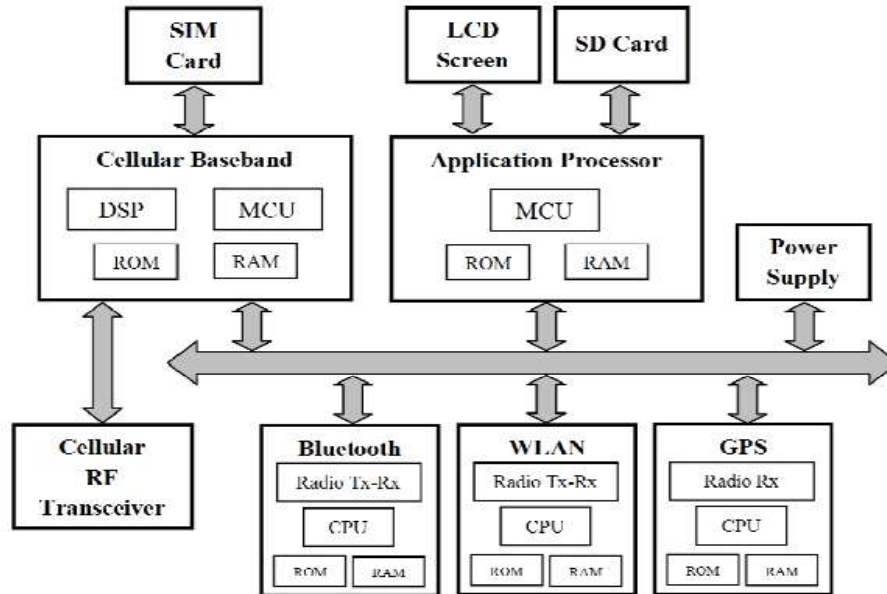 SIM
Card
LCD
Screen
SD Card
Cellular Baseband
DSP
MCU
ROM
RAM
Application Processor
MCU
ROM
RAM
Power
Supply
Cellular
RF
Transceiver
Bluetooth
Radio Tx-Rx
CPU
ROM
RAM
WLAN
Radio Tx-Rx
CPU
ROM
RAM
GPS
Radio Rx
CPU
ROM
RAM